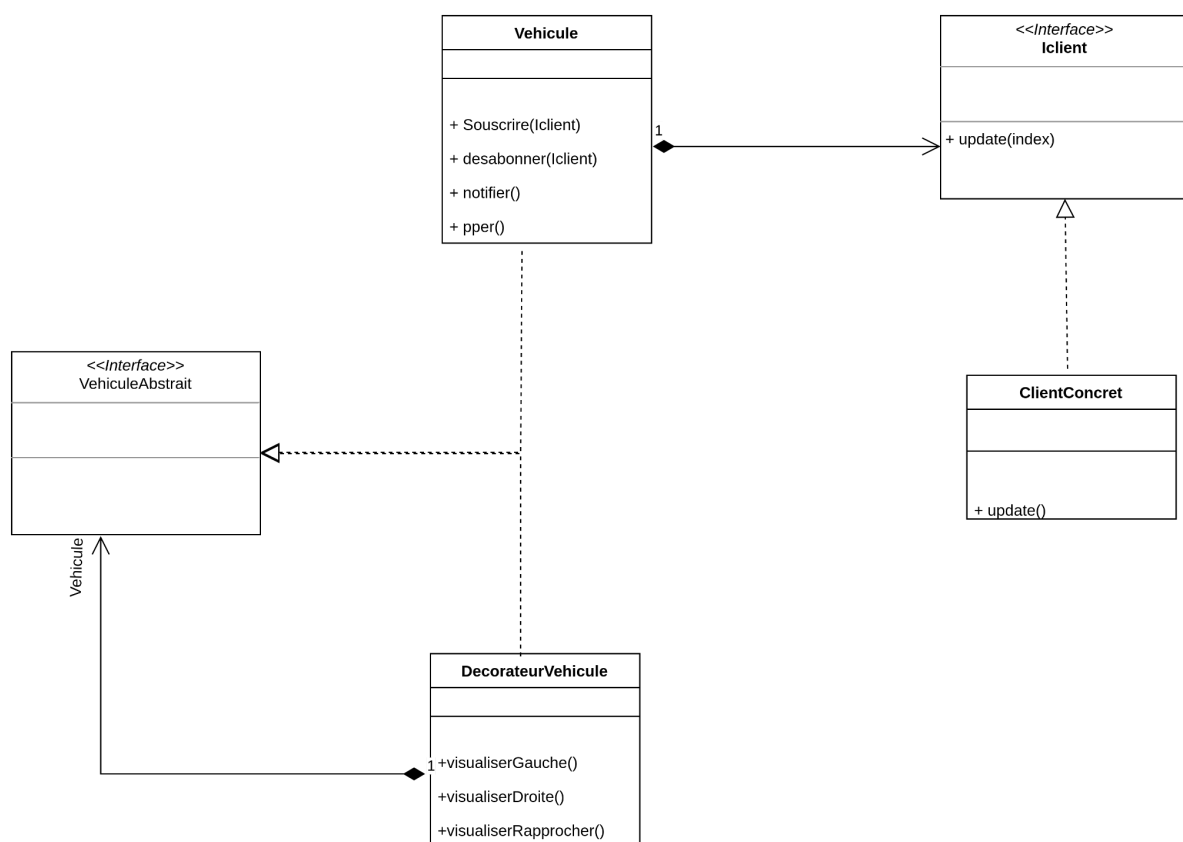 Vehicule
+ Souscrire(Iclient)
+ desabonner(Iclient)
+ notifier()
+ pper()
1
<<Interface>>
Iclient
+ update(index)
<<Interface>>
VehiculeAbstrait
ClientConcret
+ update()
Vehicule
DecorateurVehicule
1
+visualiserGauche()
+visualiserDroite()
+visualiserRapprocher()